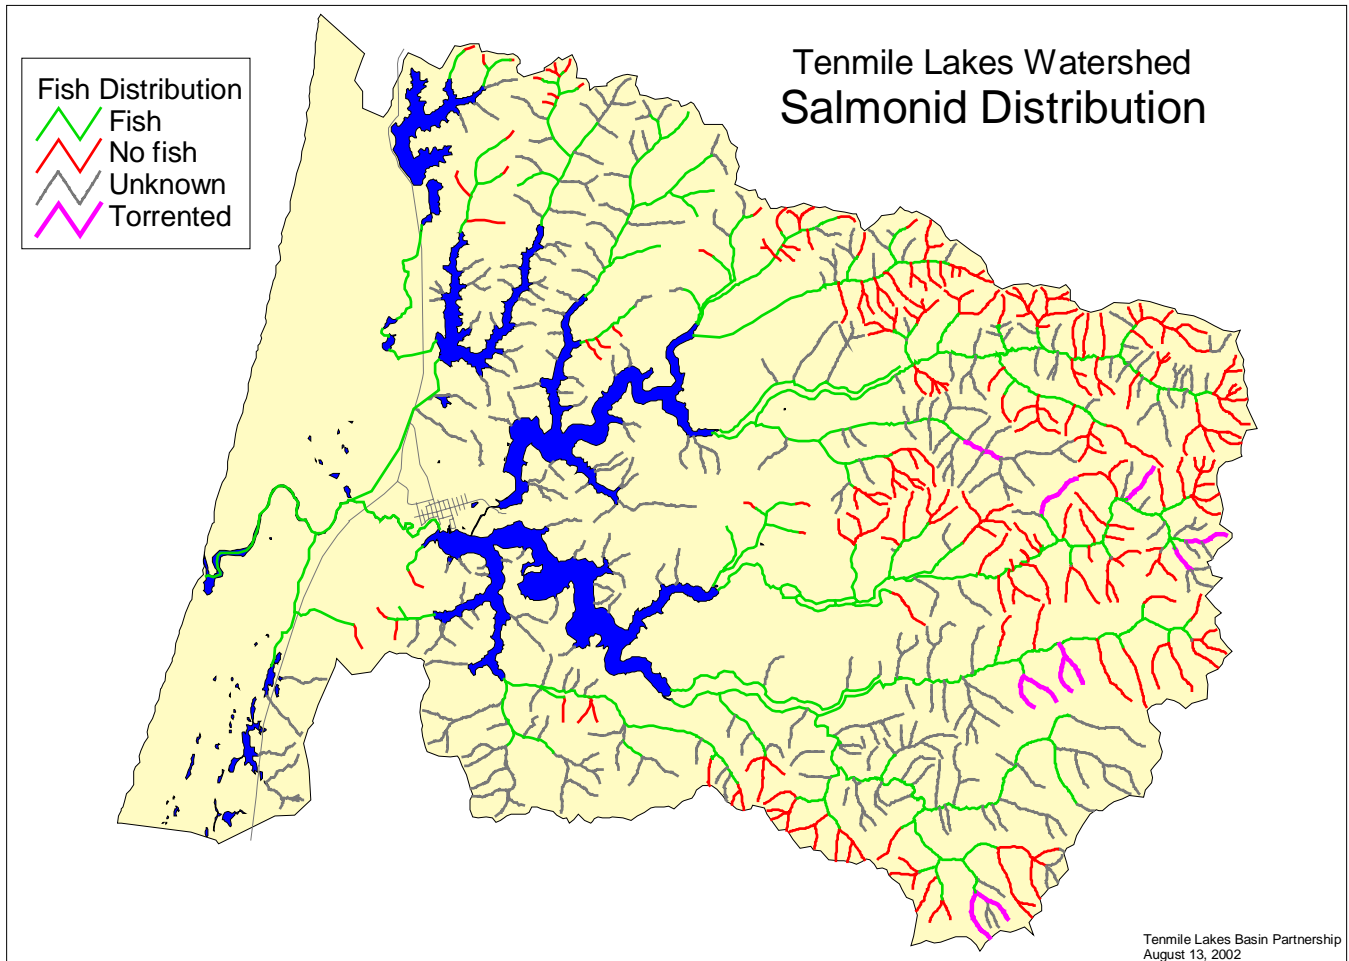 Tenmile Lakes Watershed
Salmonid Distribution
Fish Distribution
Fish
No fish
Unknown
Torrented
Tenmile Lakes Basin Partnership
August 13, 2002